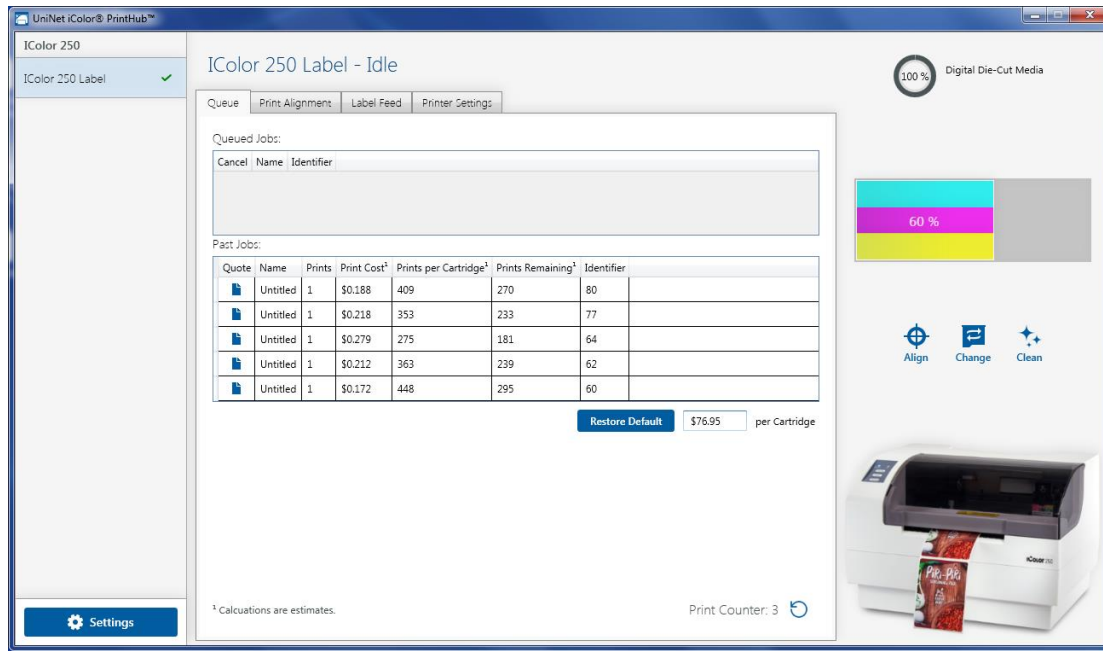 UniNet iColor® PrintHub™
IColor 250
IColor 250 Label
IColor 250 Label - Idle
Queue Print Alignment Label Feed Printer Settings
Queued Jobs:
Cancel Name Identifier
Past Jobs:
Quote Name Prints Print Cost¹ Prints per Cartridge¹ Prints Remaining¹ Identifier
Untitled 1 $0.188 409 270 80
Untitled 1 $0.218 353 233 77
Untitled 1 $0.279 275 181 64
Untitled 1 $0.212 363 239 62
Untitled 1 $0.172 448 295 60
Restore Default $76.95 per Cartridge
¹ Calcuations are estimates.
Print Counter: 3
Settings
100 % Digital Die-Cut Media
60 %
Align Change Clean
iColor 250
PiRi-PiRi